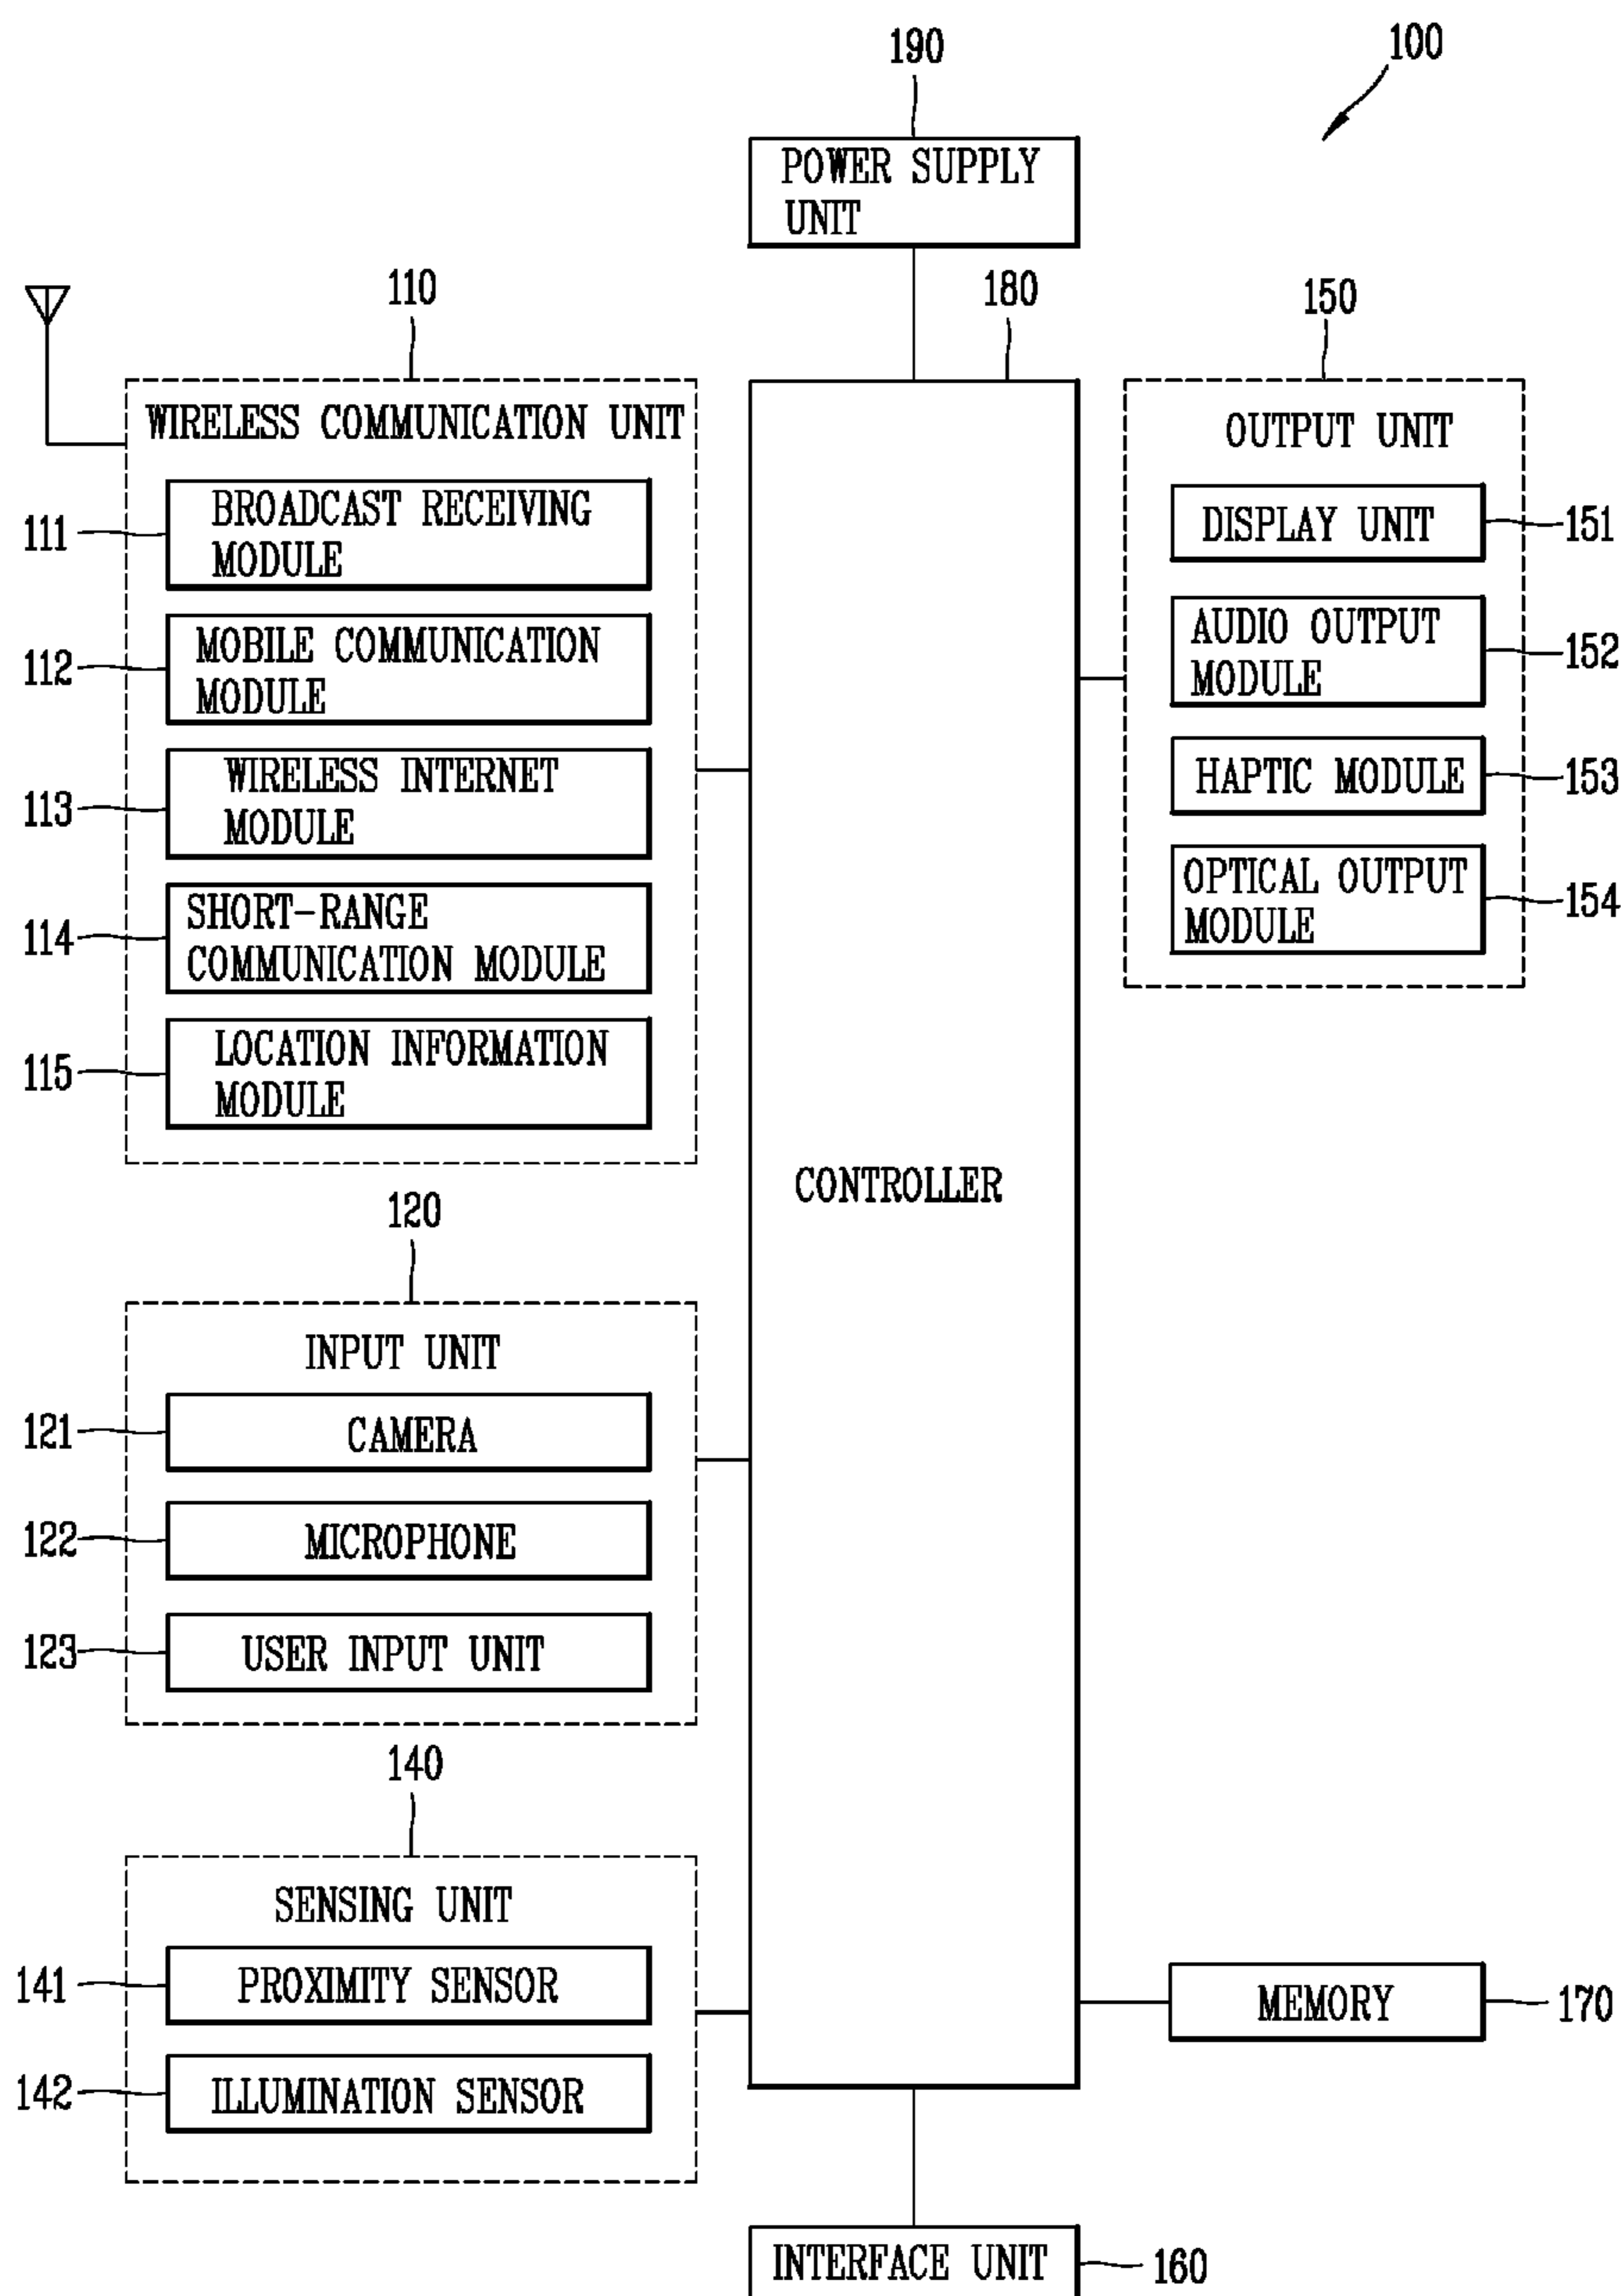 100
190
POWER SUPPLY
UNIT
110
180
150
WIRELESS COMMUNICATION UNIT
111
BROADCAST RECEIVING
MODULE
112
MOBILE COMMUNICATION
MODULE
113
WIRELESS INTERNET
MODULE
114
SHORT-RANGE
COMMUNICATION MODULE
115
LOCATION INFORMATION
MODULE
OUTPUT UNIT
DISPLAY UNIT
151
AUDIO OUTPUT
MODULE
152
HAPTIC MODULE
153
OPTICAL OUTPUT
MODULE
154
CONTROLLER
120
INPUT UNIT
121
CAMERA
122
MICROPHONE
123
USER INPUT UNIT
140
SENSING UNIT
141
PROXIMITY SENSOR
142
ILLUMINATION SENSOR
MEMORY
170
INTERFACE UNIT
160